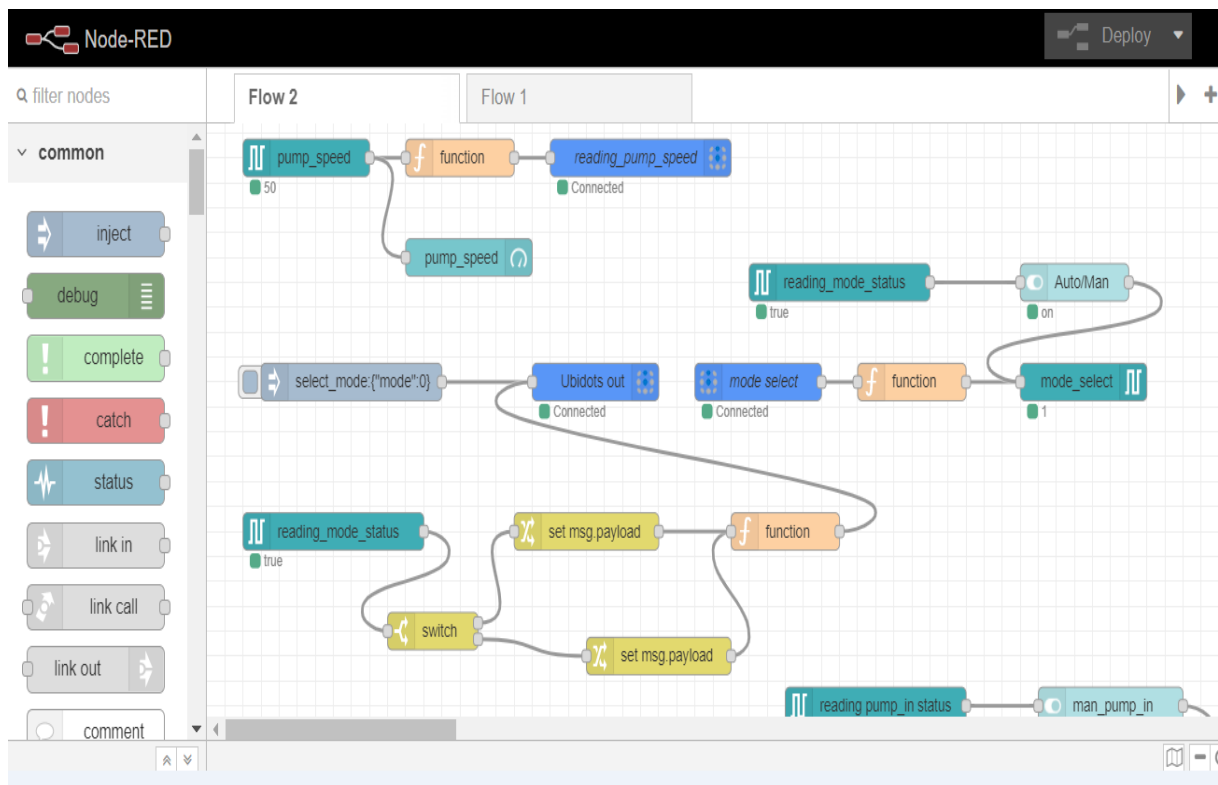 Node-RED
Deploy
filter nodes
Flow 2
Flow 1
common
inject
debug
complete
catch
status
link in
link call
link out
comment
pump_speed
function
reading_pump_speed
50
Connected
pump_speed
reading_mode_status
Auto/Man
true
on
select_mode:{"mode":0}
Ubidots out
mode select
function
mode_select
Connected
Connected
1
reading_mode_status
set msg.payload
function
true
switch
set msg.payload
reading pump_in status
man_pump_in